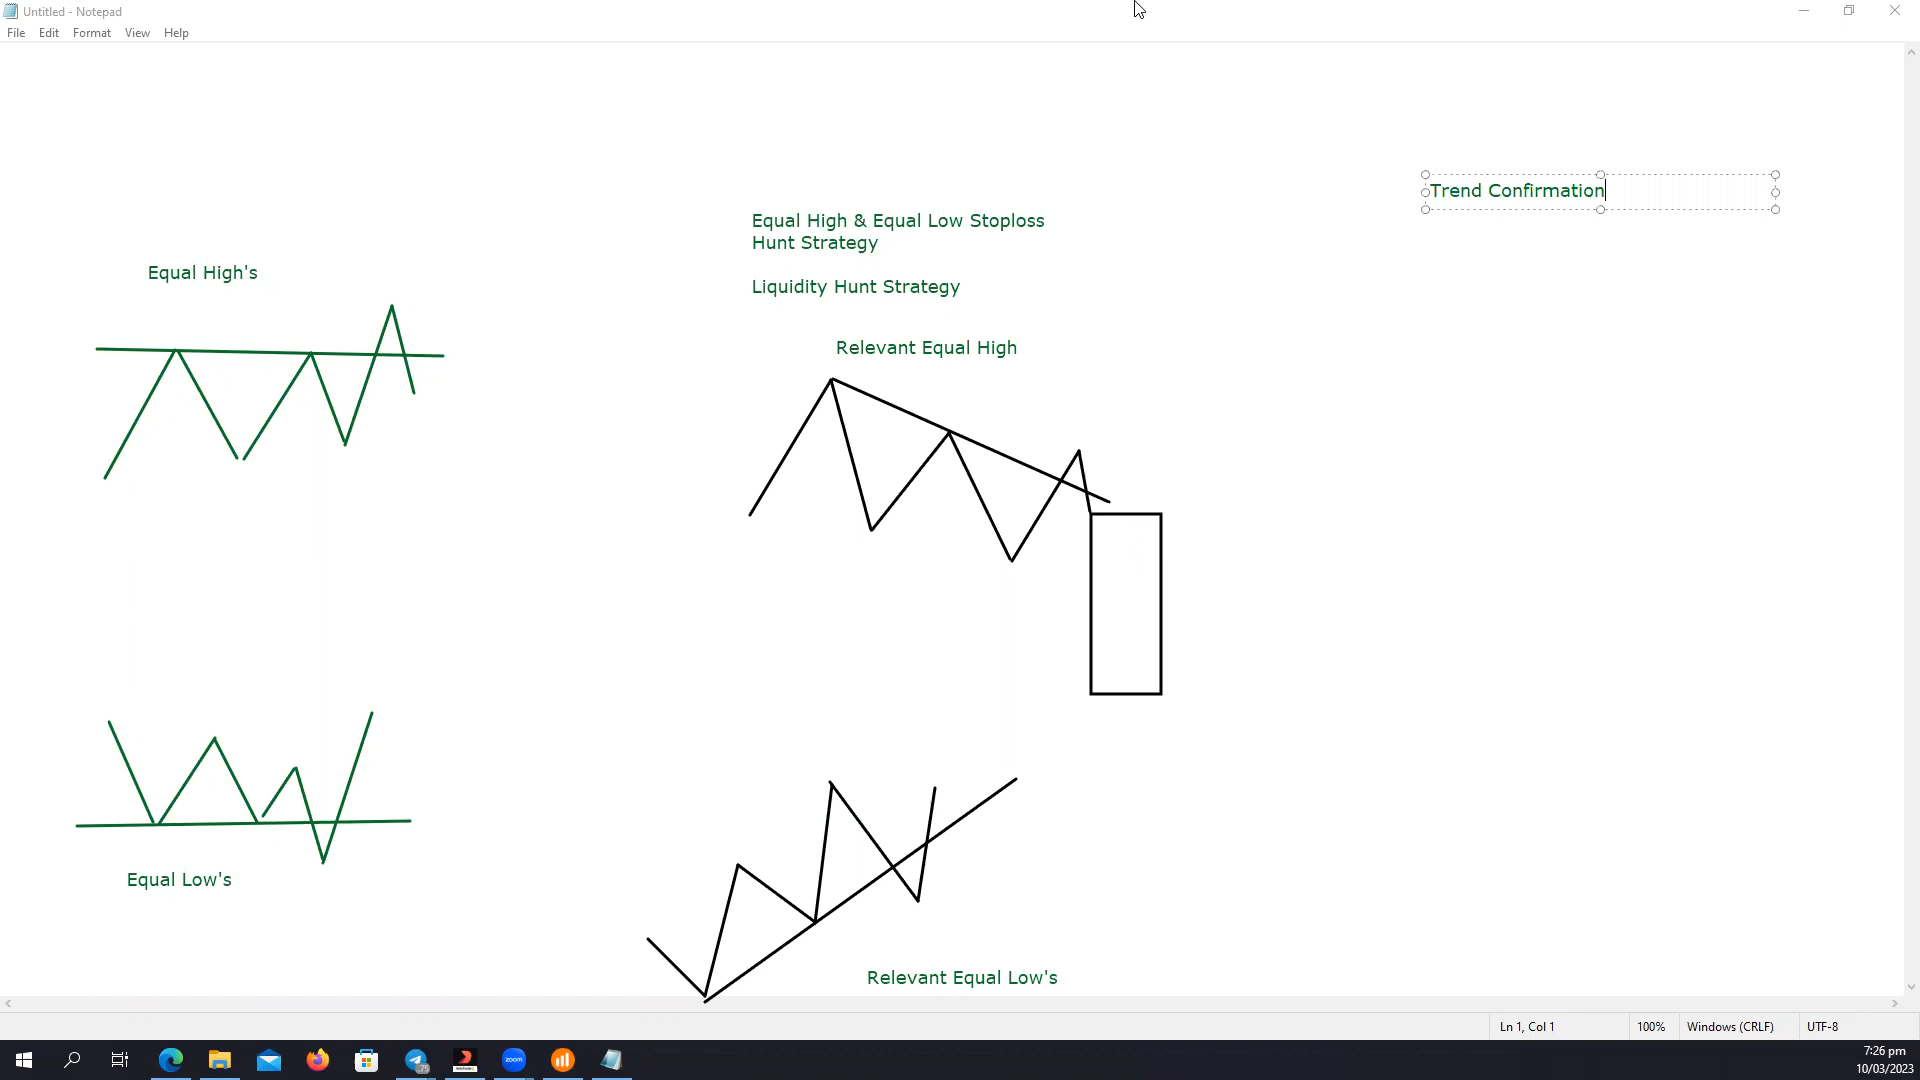 Untitled - Notepad
File Edit Format View Help
Trend Confirmation
Equal High & Equal Low Stoploss
Hunt Strategy
Liquidity Hunt Strategy
Equal High's
Relevant Equal High
Equal Low's
Relevant Equal Low's
Ln 1, Col 1 100% Windows (CRLF) UTF-8
75
zoom
7:26 pm
10/03/2023